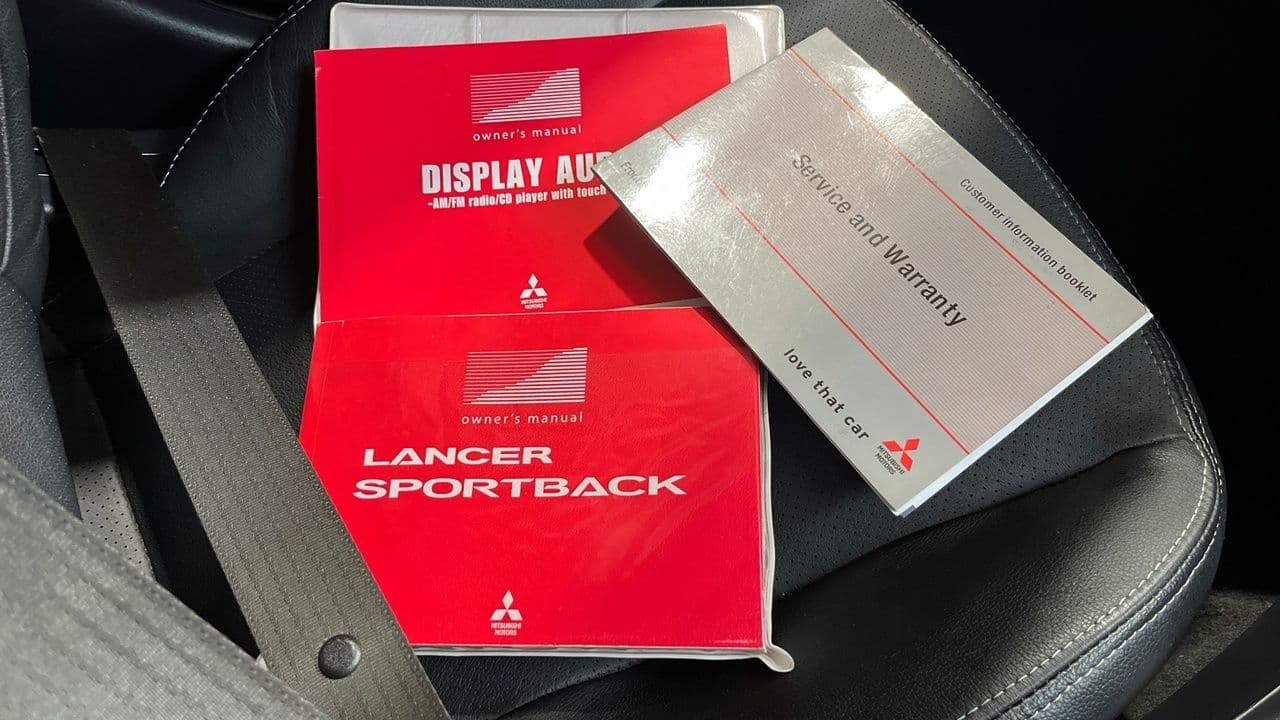 owner's manual
DISPLAY AU
-AM/FM radio/CD player with touch
MITSUBISHI
MOTORS
owner's manual
LANCER
SPORTBACK
MITSUBISHI
MOTORS
Customer information booklet
Service and Warranty
love that car
MITSUBISHI
MOTORS